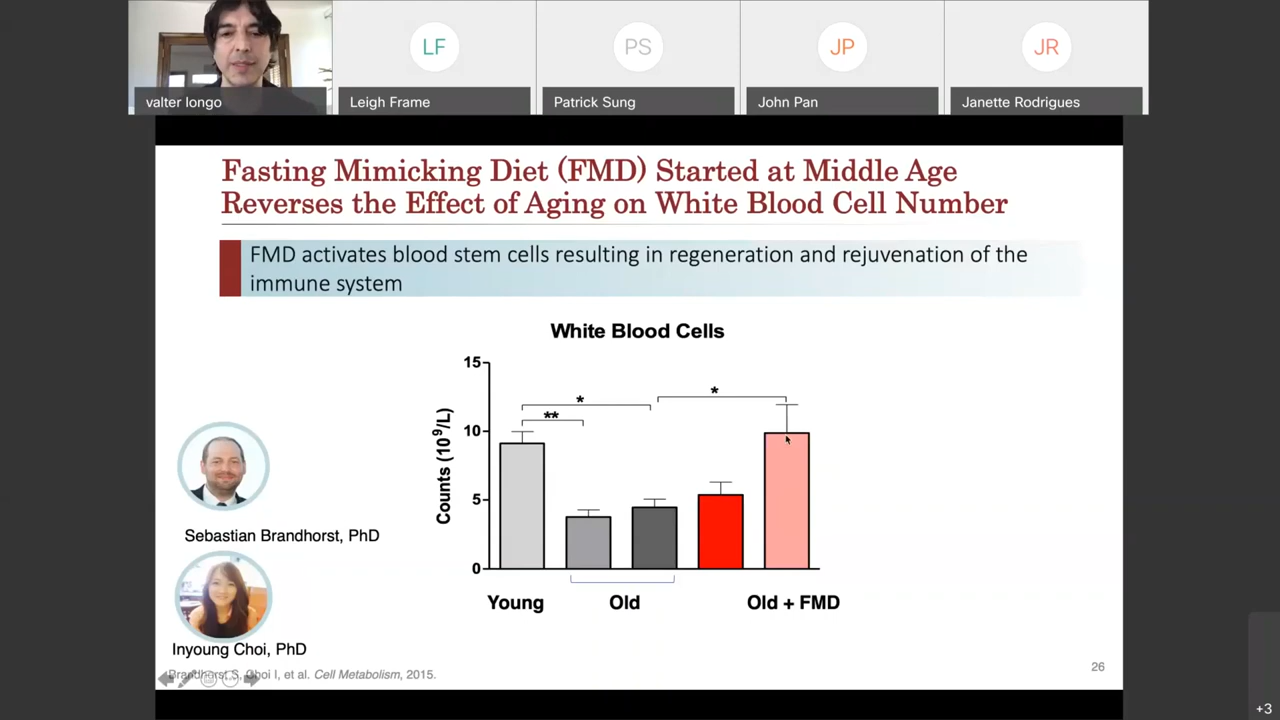 LF
PS
JP
JR
valter longo
Leigh Frame
Patrick Sung
John Pan
Janette Rodrigues
Fasting Mimicking Diet (FMD) Started at Middle Age
Reverses the Effect of Aging on White Blood Cell Number
FMD activates blood stem cells resulting in regeneration and rejuvenation of the
immune system
White Blood Cells
Counts (10⁹/L)
15
10
5
0
*
**
*
Young
Old
Old + FMD
Sebastian Brandhorst, PhD
Inyoung Choi, PhD
Brandhorst S, Choi I, et al. Cell Metabolism, 2015.
26
+3